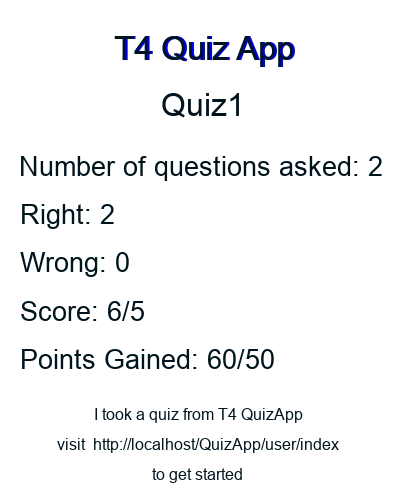 T4 Quiz App
Quiz1
Number of questions asked: 2
Right: 2
Wrong: 0
Score: 6/5
Points Gained: 60/50
I took a quiz from T4 QuizApp
visit  http://localhost/QuizApp/user/index
to get started